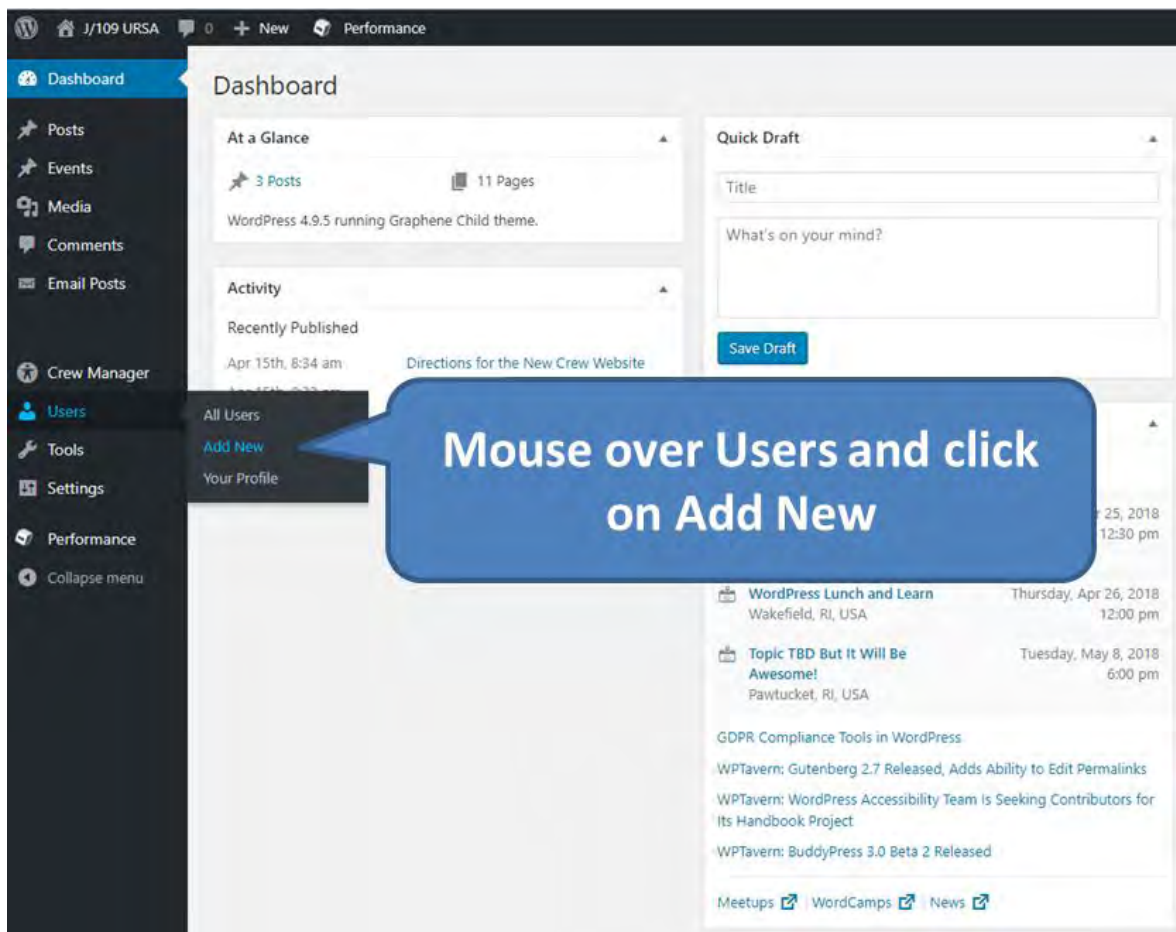 J/109 URSA 0 + New Performance
Dashboard
Posts
Events
Media
Comments
Email Posts
Crew Manager
Users
Tools
Settings
Performance
Collapse menu
All Users
Add New
Your Profile
Dashboard
At a Glance
3 Posts 11 Pages
WordPress 4.9.5 running Graphene Child theme.
Activity
Recently Published
Apr 15th, 8:34 am Directions for the New Crew Website
Mouse over Users and click
on Add New
Quick Draft
Title
What's on your mind?
Save Draft
25, 2018
12:30 pm
WordPress Lunch and Learn Thursday, Apr 26, 2018
Wakefield, RI, USA 12:00 pm
Topic TBD But It Will Be Tuesday, May 8, 2018
Awesome! 6:00 pm
Pawtucket, RI, USA
GDPR Compliance Tools in WordPress
WPTavern: Gutenberg 2.7 Released, Adds Ability to Edit Permalinks
WPTavern: WordPress Accessibility Team Is Seeking Contributors for
Its Handbook Project
WPTavern: BuddyPress 3.0 Beta 2 Released
Meetups WordCamps News